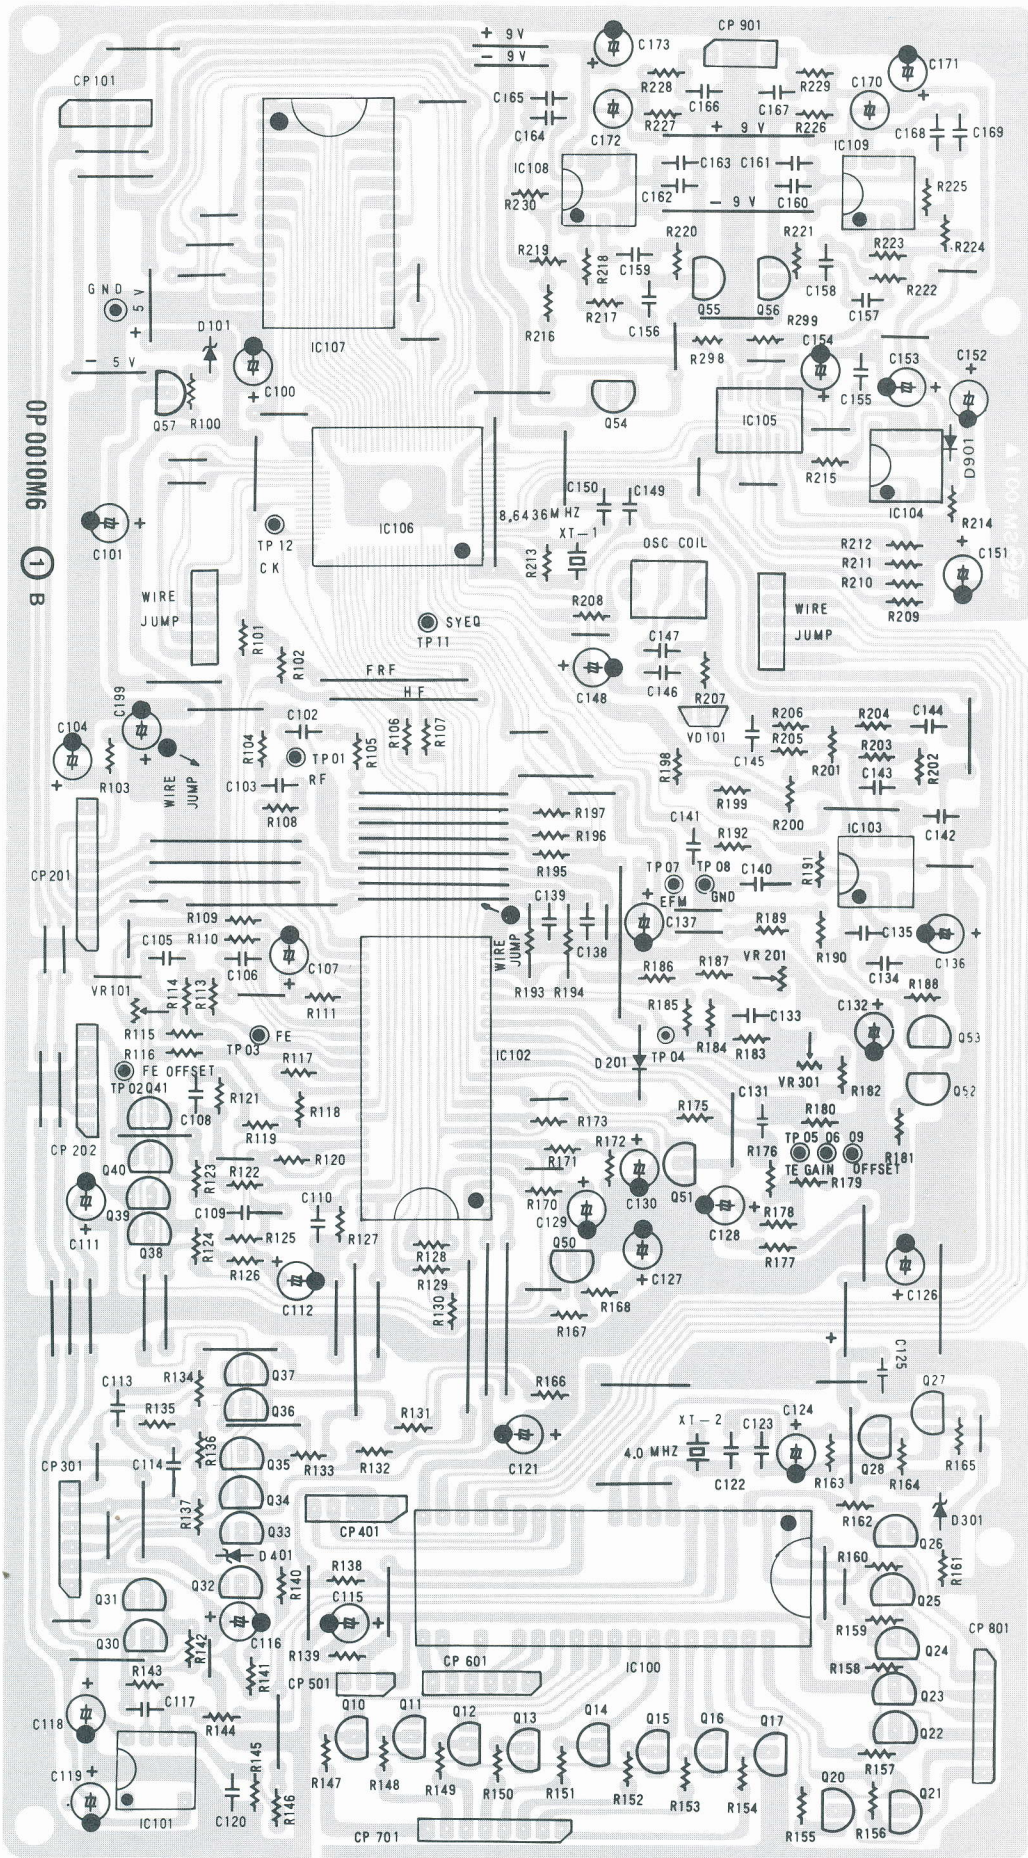 + 9 V
- 9 V
C173
CP 901
C171
CP101
R228
C166
C167
R229
C170
C165
C164
C172
R227
+ 9 V
R226
C168
C169
IC109
IC108
C163
C161
C162
C160
R230
- 9 V
R225
R224
R219
R218
C159
R220
R221
C158
R223
R222
R216
R217
C156
Q55
Q56
C157
GND
+ 5 V
D101
IC107
R298
R299
C154
C153
C152
- 5 V
C100
C155
Q57
R100
Q54
IC105
D901
OP0010M6 1 B
R215
IC104
R214
C101
TP12
CK
IC106
C150
C149
8,6436MHZ
XT-1
R213
OSC COIL
R212
R211
R210
R209
C151
WIRE
JUMP
R101
R102
SYEQ
TP11
R208
WIRE
JUMP
FRF
HF
C148
C147
C146
R207
VD101
C104
C199
C102
R103
R104
TP01
RF
R105
R106
R107
WIRE
JUMP
C103
R108
R198
C145
R206
R205
R201
R204
R203
C143
C144
R202
R199
R200
C142
R197
R196
R195
C141
R192
IC103
CP201
TP07
EFM
TP08
GND
C140
R191
R109
R110
C105
C106
C107
C139
C138
WIRE
JUMP
R193
R194
C137
R189
R190
C135
C134
C136
VR101
R114
R113
R111
R186
R187
VR201
R188
R115
R116
FE
TP03
R185
R184
C133
R183
C132
Q53
TP02
FE OFFSET
Q41
R117
IC102
D201
TP04
VR301
R182
Q52
C108
R121
R118
R119
CP202
R173
R175
C131
R180
R181
Q40
R123
R122
R120
R171
R172
C130
Q51
R176
TP05 06 09
TE GAIN OFFSET
R179
C111
Q39
C109
C110
R127
R170
C129
C128
R178
Q38
R124
R125
R126
R128
R129
Q50
C127
R177
C112
R130
R168
R167
C126
+
C125
C113
R134
Q37
Q36
R135
R166
R131
C121
XT-2
4.0 MHZ
C122
C123
C124
R163
Q27
Q28
R164
R165
CP301
C114
R136
Q35
R133
R132
Q34
R137
Q33
CP401
R162
D301
Q26
D401
R138
R160
R161
Q32
R140
C115
Q31
Q25
C116
R159
CP 801
Q30
R142
R139
IC100
Q24
R143
R141
CP501
CP 601
R158
Q23
C118
C117
R144
Q10
Q11
Q12
Q13
Q14
Q15
Q16
Q17
Q22
R157
C119
IC101
C120
R145
R146
R147
R148
R149
R150
R151
R152
R153
R154
Q20
Q21
R155
R156
CP 701